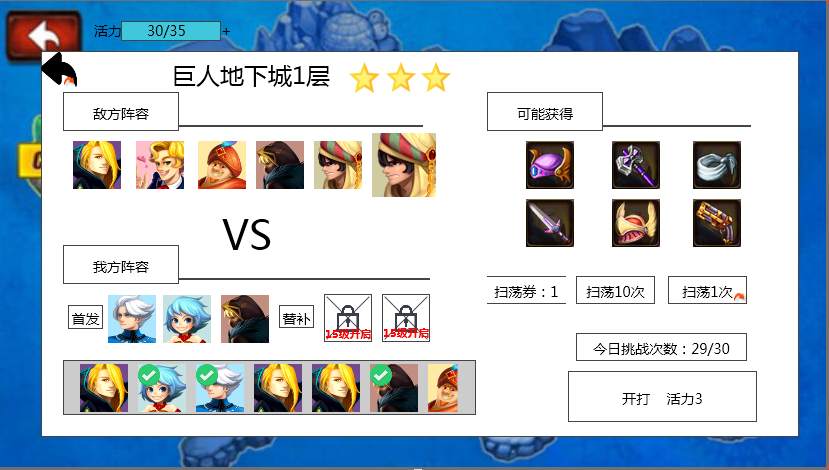 活力 30/35 +
巨人地下城1层
敌方阵容
可能获得
VS
我方阵容
扫荡券：1
扫荡10次
扫荡1次
首发
替补
15级开启
15级开启
今日挑战次数：29/30
开打 活力3